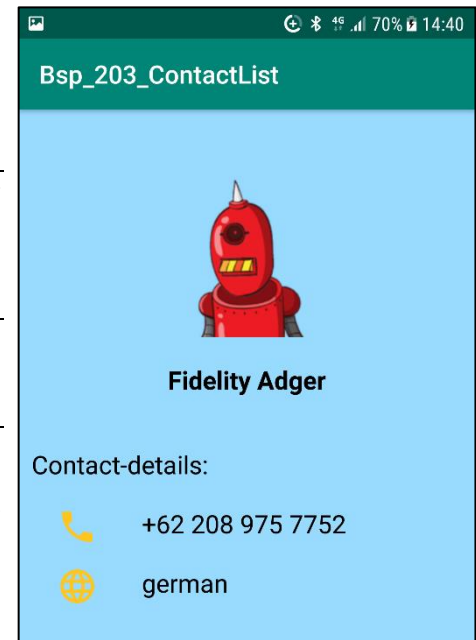 4G 70% 14:40
Bsp_203_ContactList
Fidelity Adger
Contact-details:
+62 208 975 7752
german